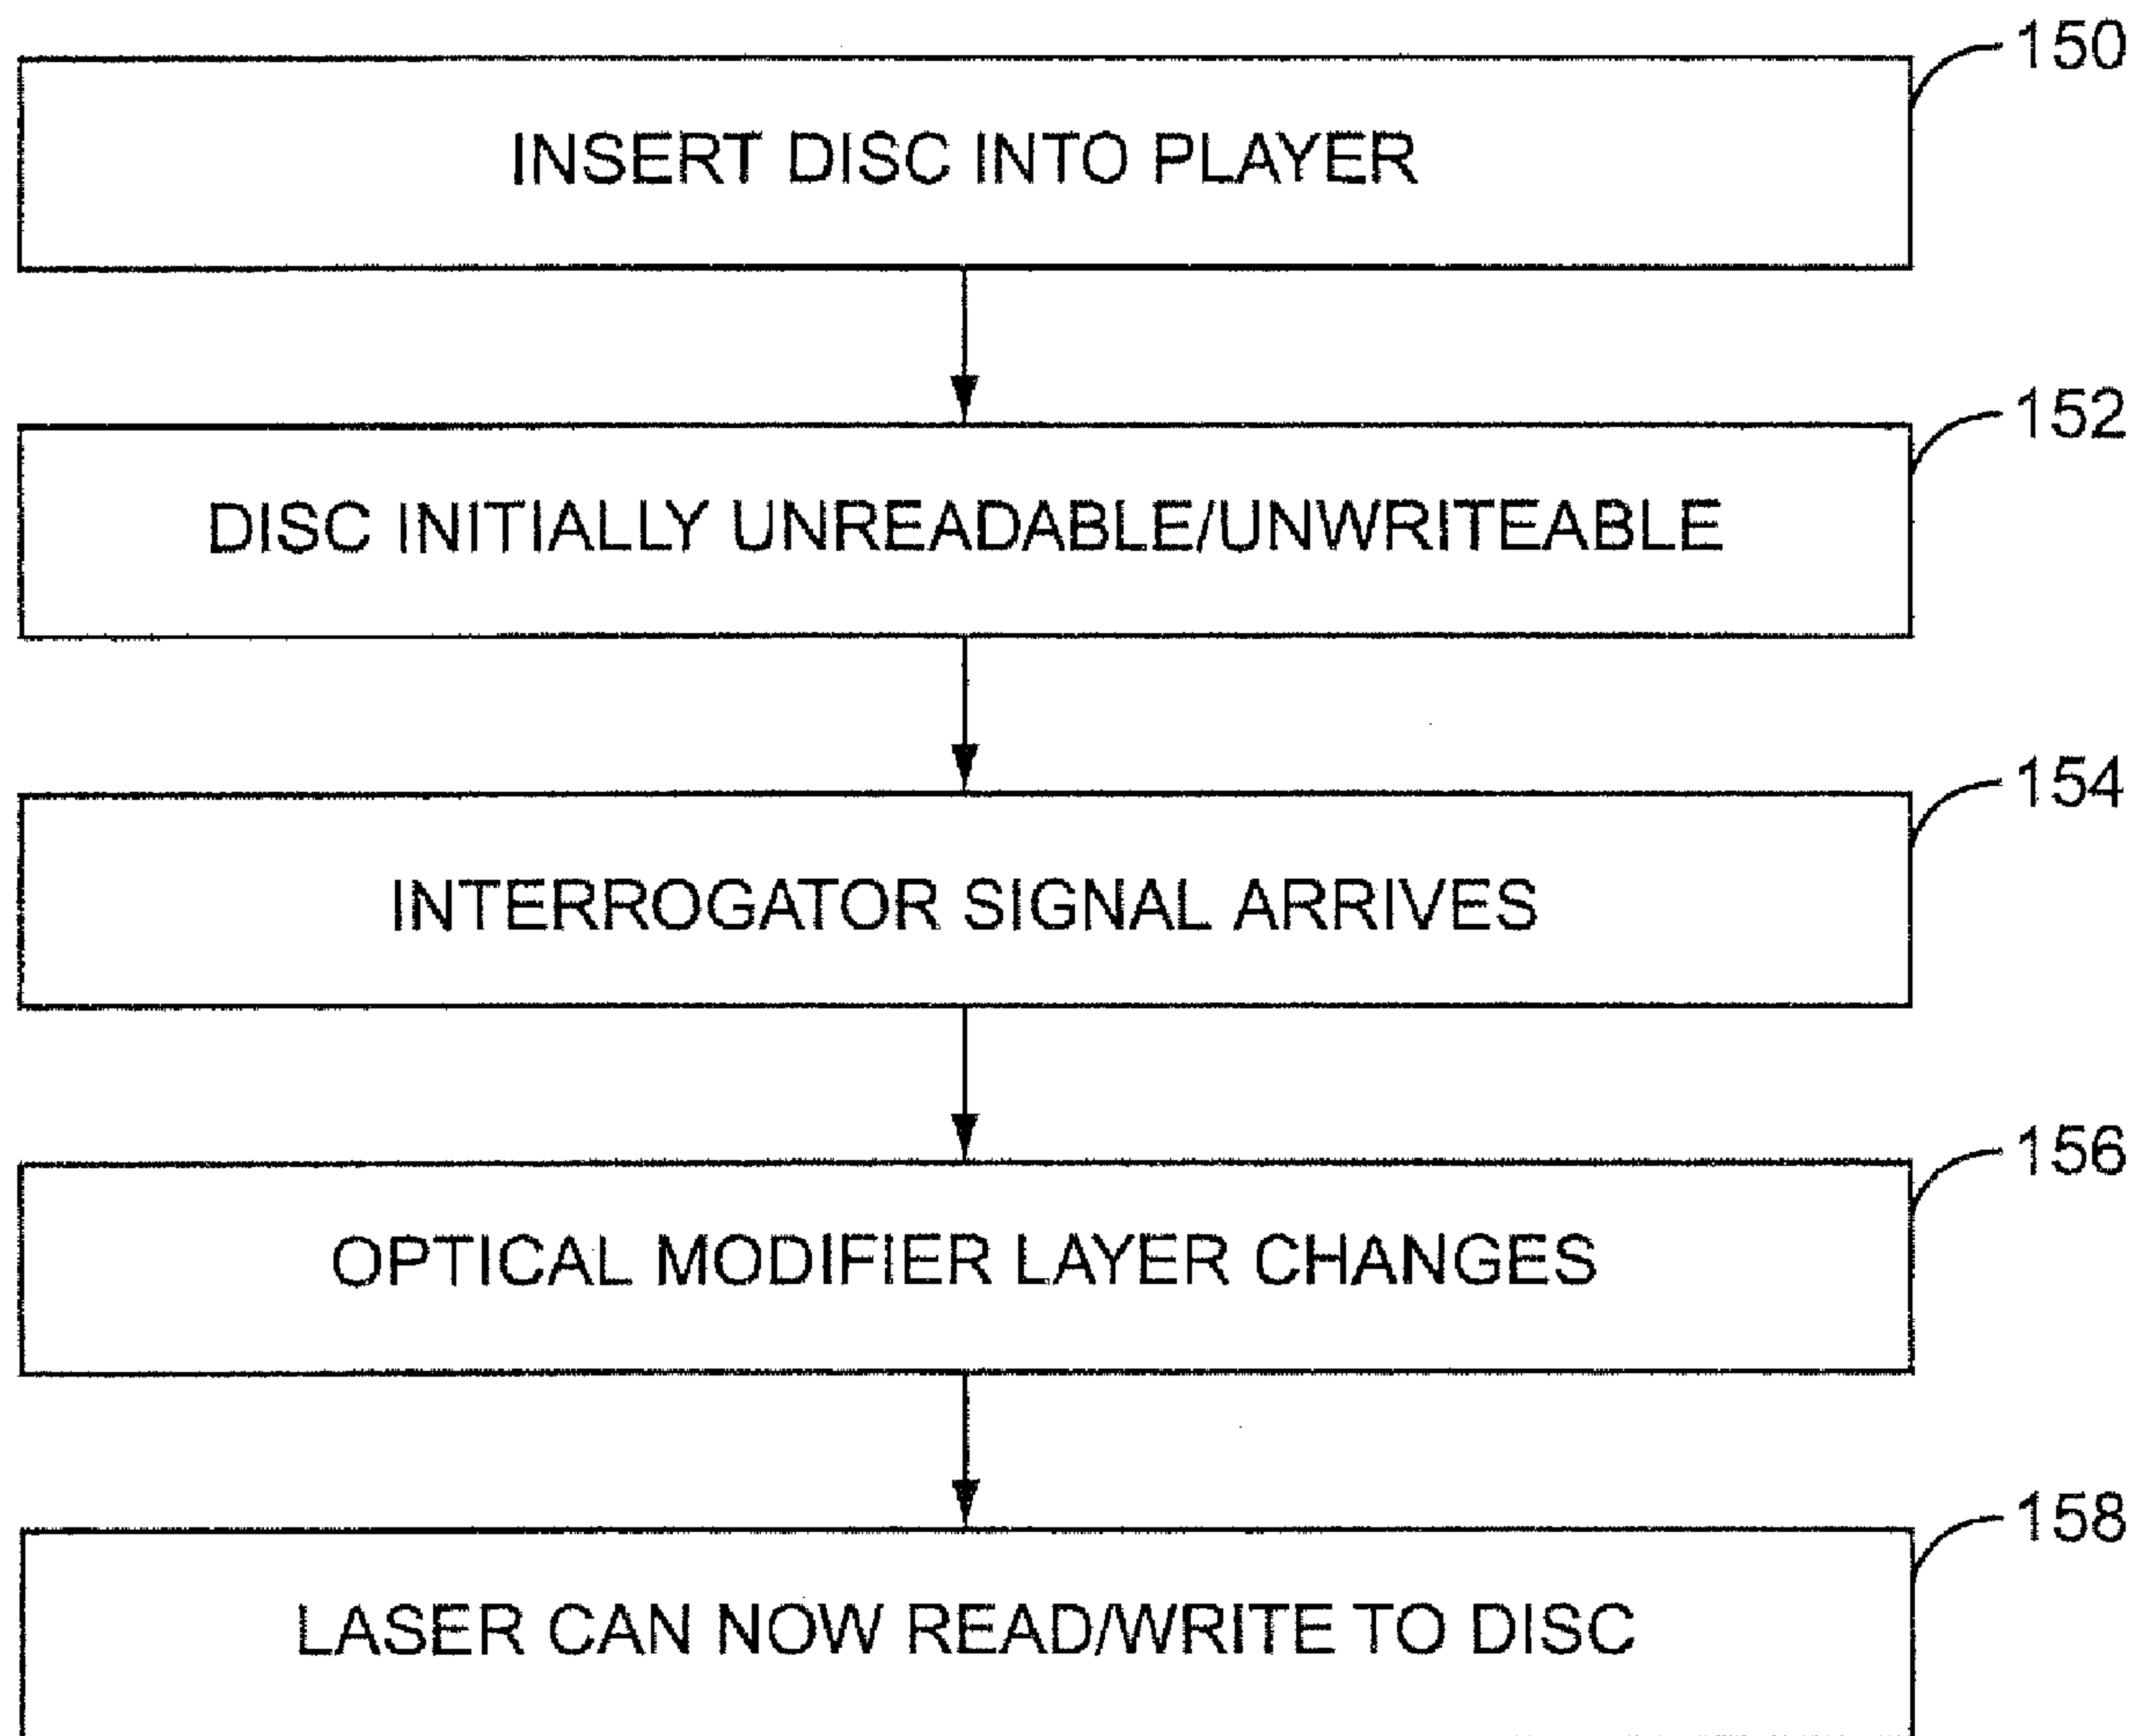 150
INSERT DISC INTO PLAYER
152
DISC INITIALLY UNREADABLE/UNWRITEABLE
154
INTERROGATOR SIGNAL ARRIVES
156
OPTICAL MODIFIER LAYER CHANGES
158
LASER CAN NOW READ/WRITE TO DISC